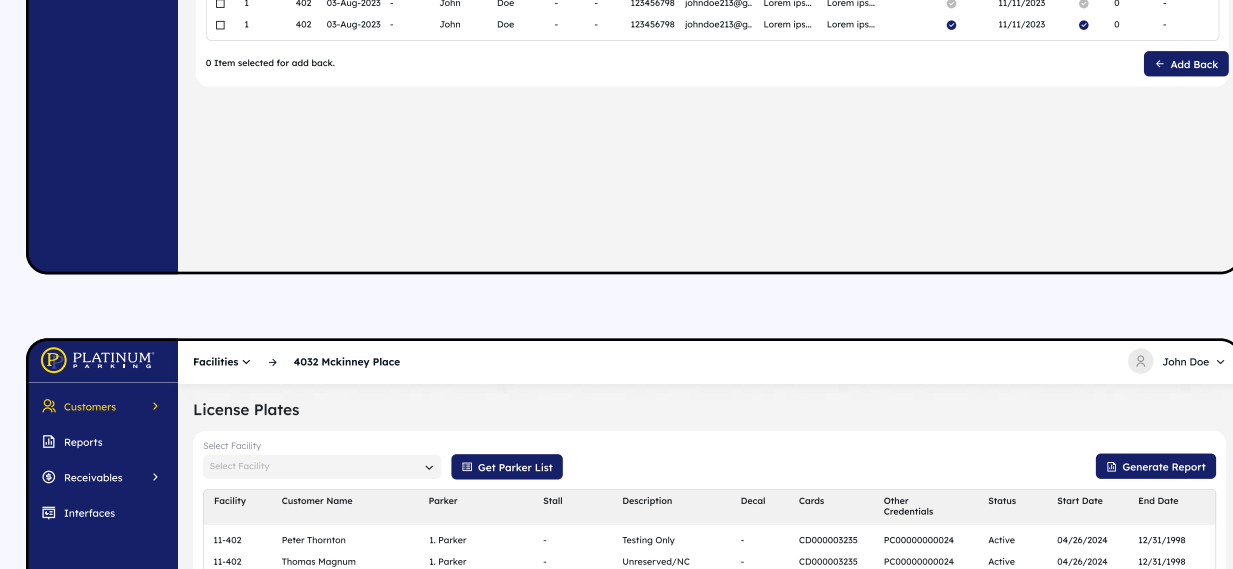 1 402 03-Aug-2023 - John Doe - - 123456798 johndoe213@g.. Lorem ips... Lorem ips... 11/11/2023 0 -
1 402 03-Aug-2023 - John Doe - - 123456798 johndoe213@g.. Lorem ips... Lorem ips... 11/11/2023 0 -
0 Item selected for add back.
← Add Back
PLATINUM
PARKING
Facilities → 4032 Mckinney Place
John Doe
Customers
Reports
Receivables
Interfaces
License Plates
Select Facility
Select Facility
Get Parker List
Generate Report
Facility Customer Name Parker Stall Description Decal Cards Other Credentials Status Start Date End Date
11-402 Peter Thornton 1. Parker - Testing Only - CD000003235 PC00000000024 Active 04/26/2024 12/31/1998
11-402 Thomas Magnum 1. Parker - Unreserved/NC - CD000003235 PC00000000024 Active 04/26/2024 12/31/1998